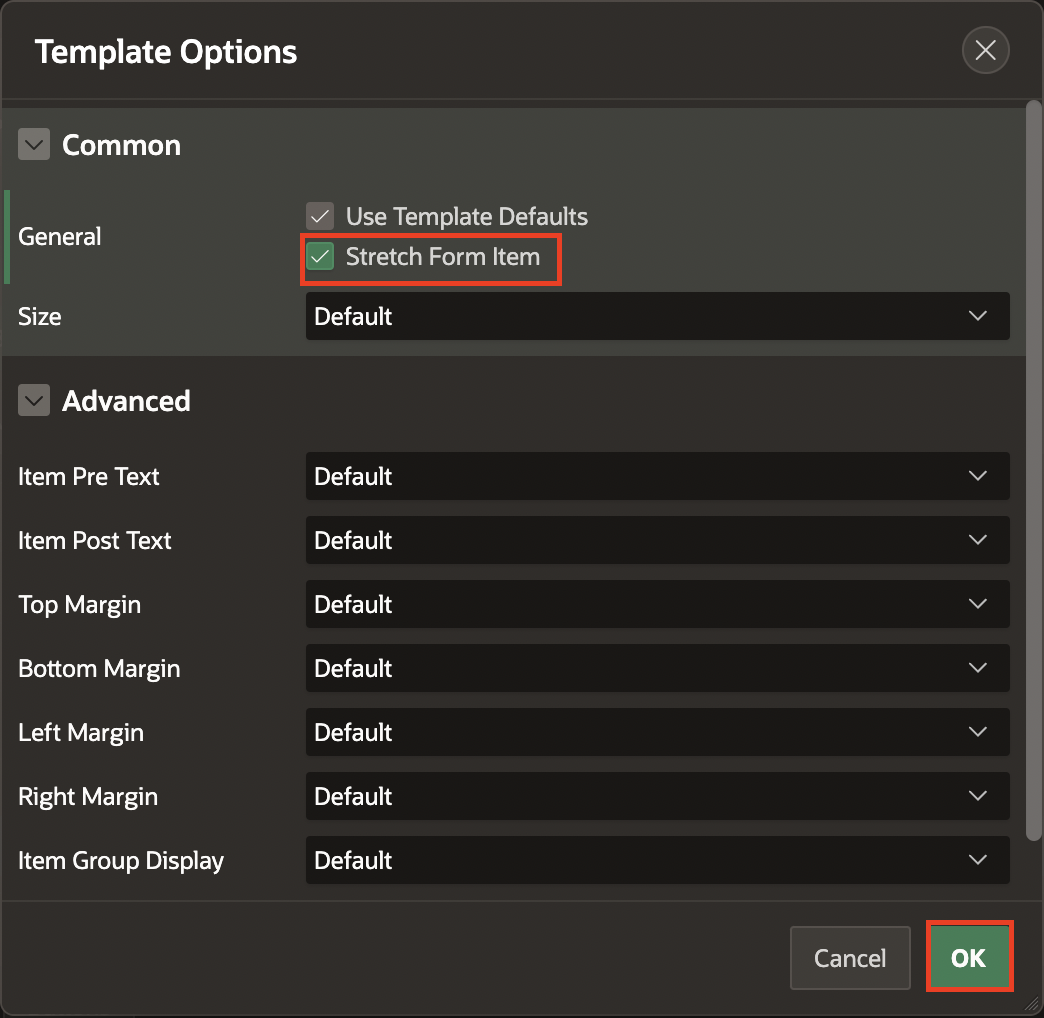 Template Options
Common
General
Use Template Defaults
Stretch Form Item
Size Default
Advanced
Item Pre Text Default
Item Post Text Default
Top Margin Default
Bottom Margin Default
Left Margin Default
Right Margin Default
Item Group Display Default
Cancel OK